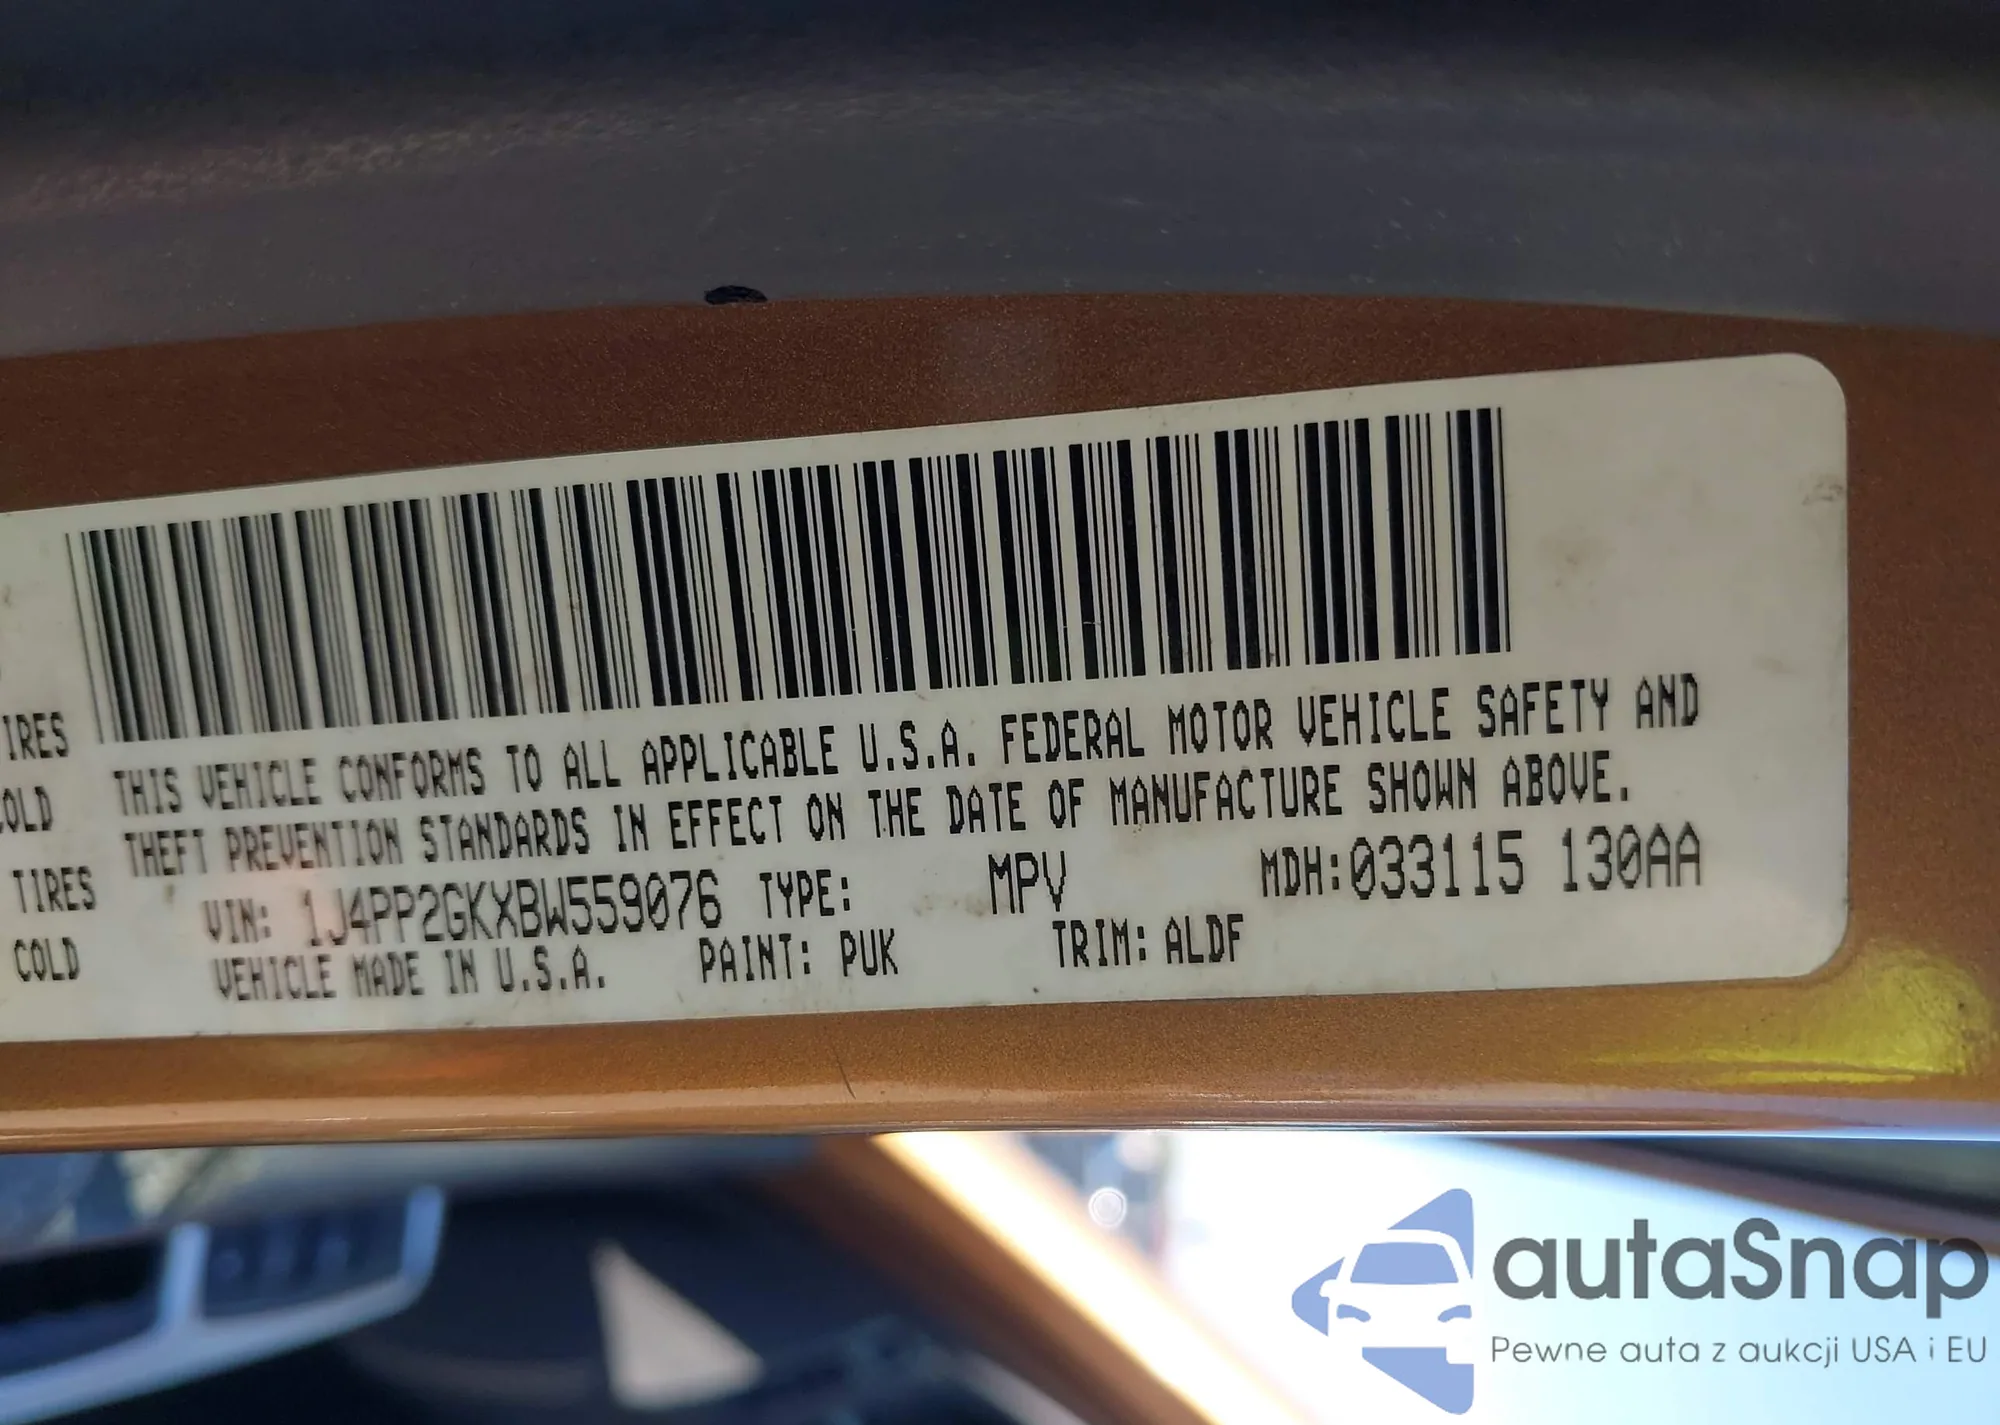 IRES
OLD
TIRES
COLD
THIS VEHICLE CONFORMS TO ALL APPLICABLE U.S.A. FEDERAL MOTOR VEHICLE SAFETY AND
THEFT PREVENTION STANDARDS IN EFFECT ON THE DATE OF MANUFACTURE SHOWN ABOVE.
VIN: 1J4PP2GKXBW559076 TYPE: MPV MDH:033115 130AA
VEHICLE MADE IN U.S.A. PAINT: PUK TRIM: ALDF
autaSnap
Pewne auta z aukcji USA i EU